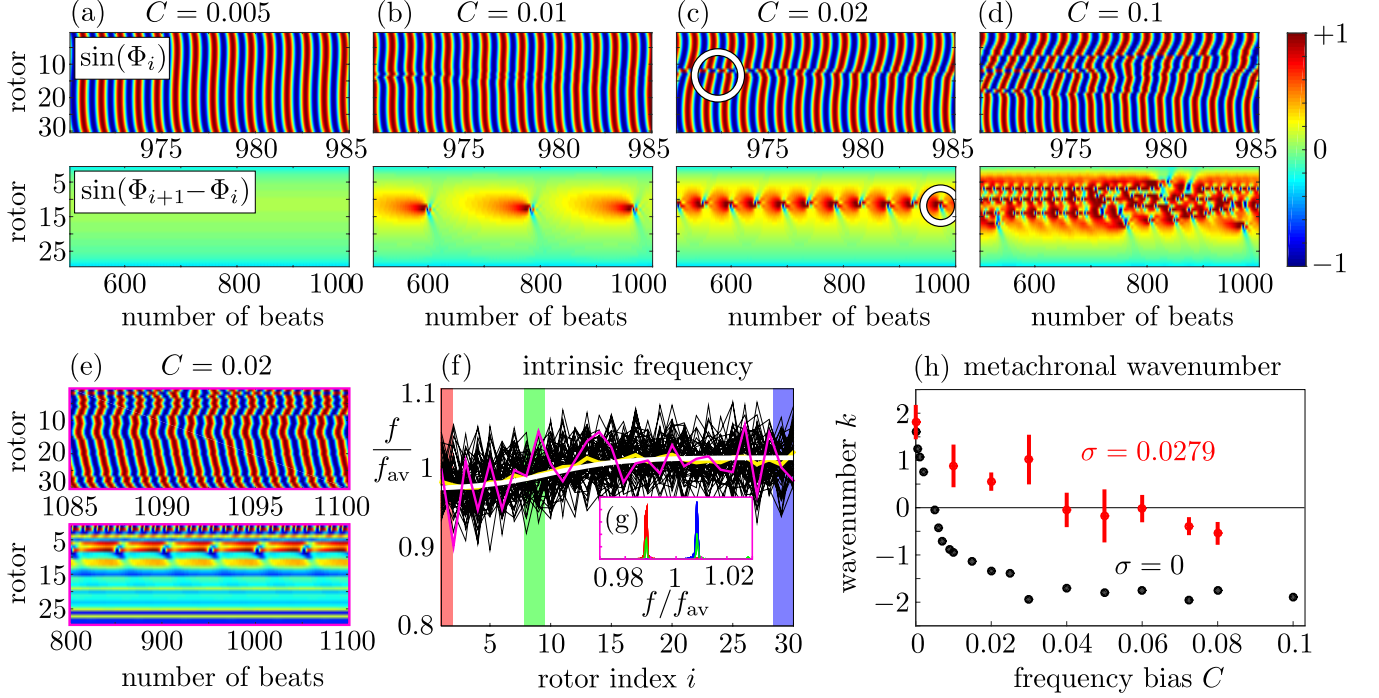 (a) C = 0.005 (b) C = 0.01 (c) C = 0.02 (d) C = 0.1
rotor 10 20 30
sin(Φ_i)
+1
0
−1
975 980 985 975 980 985 975 980 985 975 980 985
rotor 5 15 25
sin(Φ_{i+1}−Φ_i)
600 800 1000 600 800 1000 600 800 1000 600 800 1000
number of beats number of beats number of beats number of beats
(e) C = 0.02
rotor 10 20 30
1085 1090 1095 1100
rotor 5 15 25
800 900 1000 1100
number of beats
(f) intrinsic frequency
f/f_av
1.1
1
0.9
0.8
(g)
0.98 1 1.02
f/f_av
5 10 15 20 25 30
rotor index i
(h) metachronal wavenumber
wavenumber k
2
1
0
−1
−2
σ = 0.0279
σ = 0
0 0.02 0.04 0.06 0.08 0.1
frequency bias C